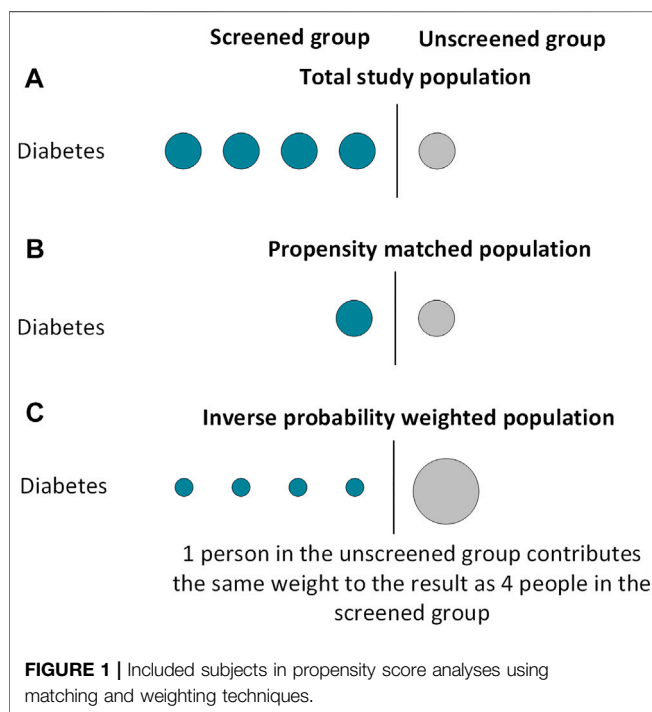 Screened group Unscreened group
A Total study population
Diabetes
B Propensity matched population
Diabetes
C Inverse probability weighted population
Diabetes
1 person in the unscreened group contributes
the same weight to the result as 4 people in the
screened group
FIGURE 1 | Included subjects in propensity score analyses using
matching and weighting techniques.